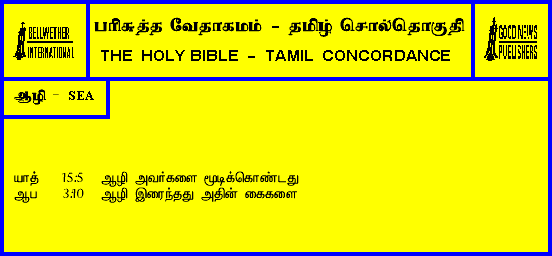 BELLWETHER
INTERNATIONAL
பரிசுத்த வேதாகமம் - தமிழ் சொல்தொகுதி
THE HOLY BIBLE - TAMIL CONCORDANCE
GOOD NEWS
PUBLISHERS
ஆழி - SEA
யாத் 15:5 ஆழி அவர்களை மூடிக்கொண்டது
ஆப 3:10 ஆழி இரைந்தது அதின் கைகளை